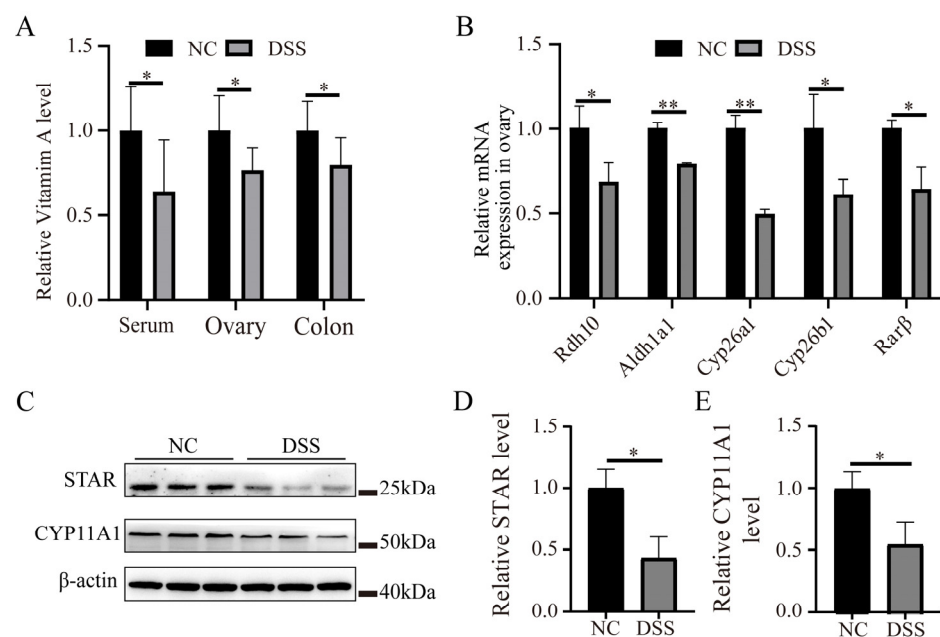 A
NC DSS
Relative Vitamim A level
1.5
1.0
0.5
0.0
* * *
Serum Ovary Colon
B
NC DSS
Relative mRNA
expression in ovary
1.5
1.0
0.5
0.0
* ** ** * *
Rdh10 Aldh1a1 Cyp26al Cyp26b1 Rarβ
C
NC DSS
STAR 25kDa
CYP11A1 50kDa
β-actin 40kDa
D
Relative STAR level
1.5
1.0
0.5
0.0
*
NC DSS
E
Relative CYP11A1
level
1.5
1.0
0.5
0.0
*
NC DSS